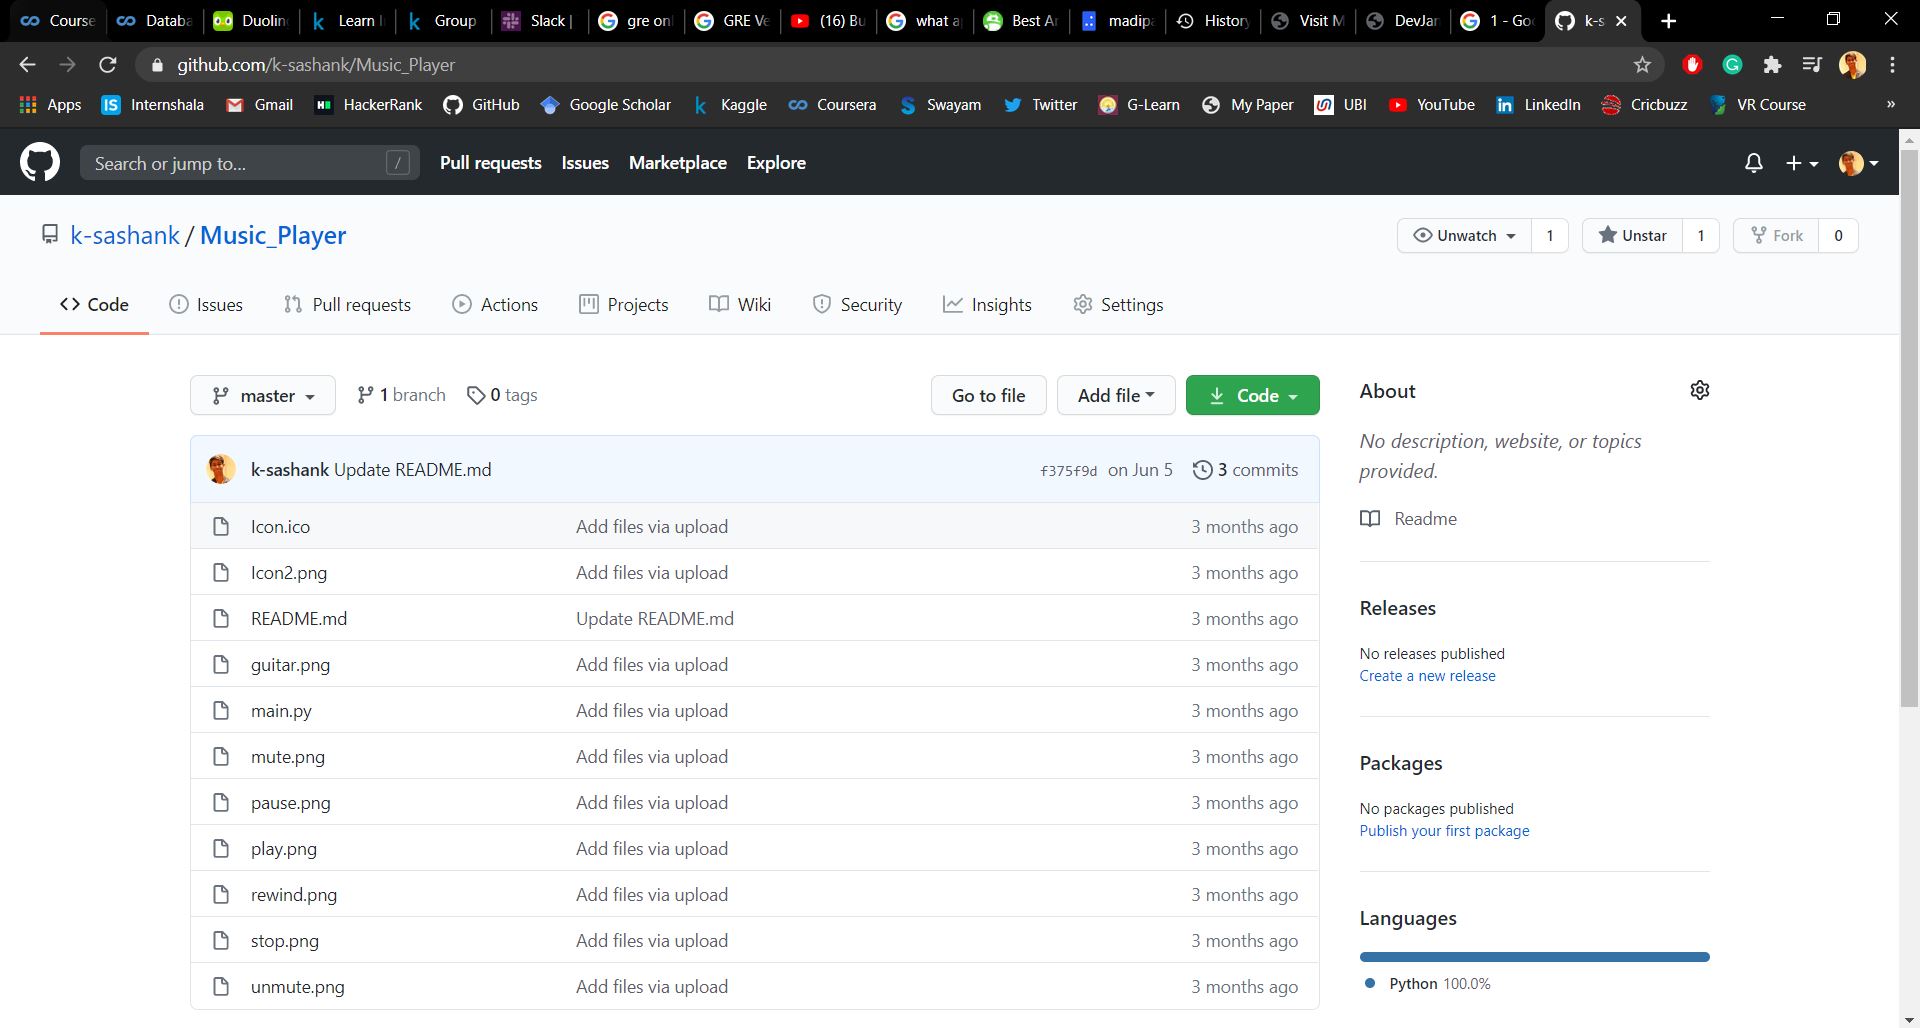 Course Databa Duolin Learn I Group Slack | gre onl GRE Ve (16) Bu what a Best Ar madipa History Visit M DevJan 1 - Goo k-s
github.com/k-sashank/Music_Player
Apps Internshala Gmail HackerRank GitHub Google Scholar Kaggle Coursera Swayam Twitter G-Learn My Paper UBI YouTube LinkedIn Cricbuzz VR Course »
Search or jump to... / Pull requests Issues Marketplace Explore
k-sashank / Music_Player Unwatch 1 Unstar 1 Fork 0
Code Issues Pull requests Actions Projects Wiki Security Insights Settings
master 1 branch 0 tags Go to file Add file Code
k-sashank Update README.md f375f9d on Jun 5 3 commits
Icon.ico Add files via upload 3 months ago
Icon2.png Add files via upload 3 months ago
README.md Update README.md 3 months ago
guitar.png Add files via upload 3 months ago
main.py Add files via upload 3 months ago
mute.png Add files via upload 3 months ago
pause.png Add files via upload 3 months ago
play.png Add files via upload 3 months ago
rewind.png Add files via upload 3 months ago
stop.png Add files via upload 3 months ago
unmute.png Add files via upload 3 months ago
About
No description, website, or topics
provided.
Readme
Releases
No releases published
Create a new release
Packages
No packages published
Publish your first package
Languages
Python 100.0%